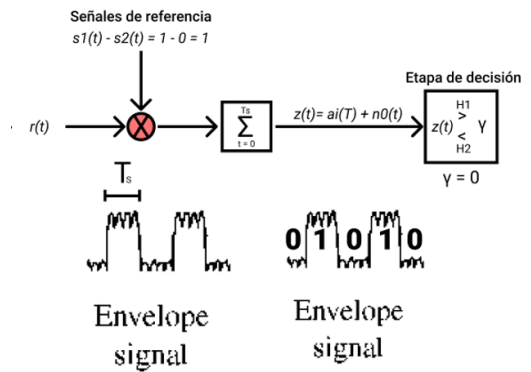 Señales de referencia
s1(t) - s2(t) = 1 - 0 = 1
r(t)
X
Ts
Σ
t = 0
z(t)= ai(T) + n0(t)
Etapa de decisión
H1
z(t) > < γ
H2
γ = 0
Ts
0 1 0 1 0
Envelope
signal
Envelope
signal